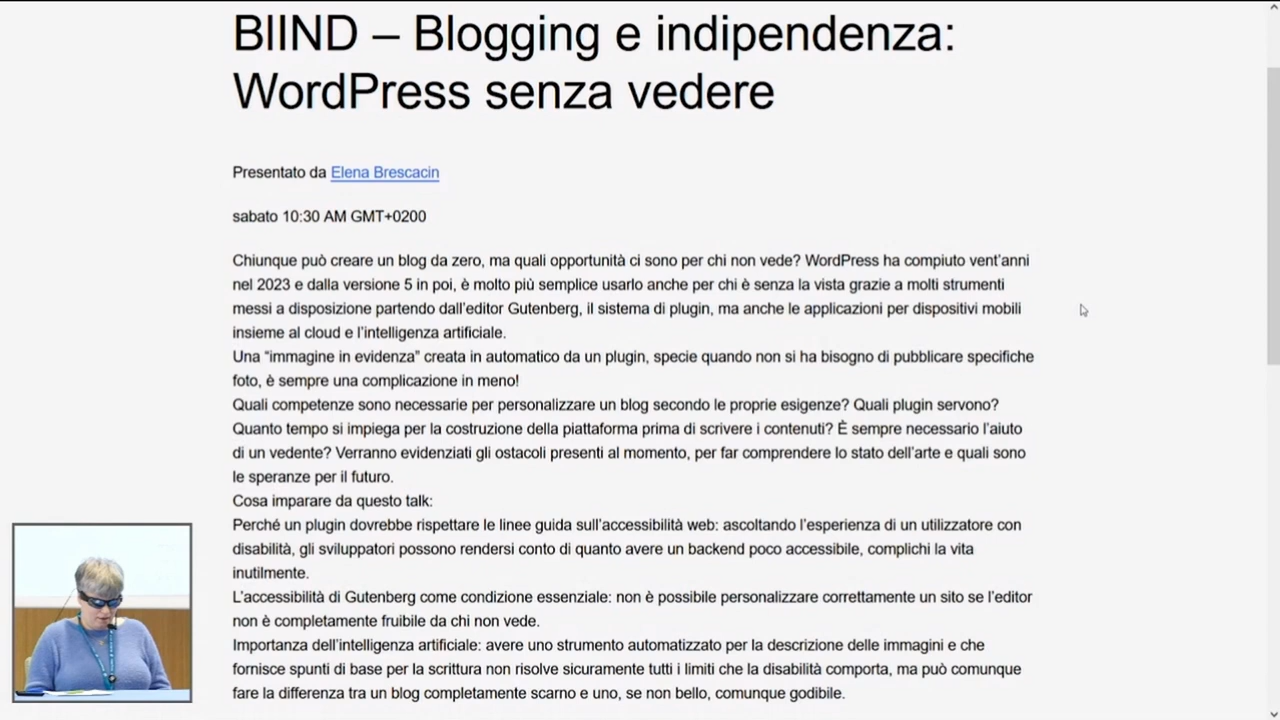 BIIND – Blogging e indipendenza:
WordPress senza vedere
Presentato da Elena Brescacin
sabato 10:30 AM GMT+0200
Chiunque può creare un blog da zero, ma quali opportunità ci sono per chi non vede? WordPress ha compiuto vent’anni
nel 2023 e dalla versione 5 in poi, è molto più semplice usarlo anche per chi è senza la vista grazie a molti strumenti
messi a disposizione partendo dall’editor Gutenberg, il sistema di plugin, ma anche le applicazioni per dispositivi mobili
insieme al cloud e l’intelligenza artificiale.
Una “immagine in evidenza” creata in automatico da un plugin, specie quando non si ha bisogno di pubblicare specifiche
foto, è sempre una complicazione in meno!
Quali competenze sono necessarie per personalizzare un blog secondo le proprie esigenze? Quali plugin servono?
Quanto tempo si impiega per la costruzione della piattaforma prima di scrivere i contenuti? È sempre necessario l’aiuto
di un vedente? Verranno evidenziati gli ostacoli presenti al momento, per far comprendere lo stato dell’arte e quali sono
le speranze per il futuro.
Cosa imparare da questo talk:
Perché un plugin dovrebbe rispettare le linee guida sull’accessibilità web: ascoltando l’esperienza di un utilizzatore con
disabilità, gli sviluppatori possono rendersi conto di quanto avere un backend poco accessibile, complichi la vita
inutilmente.
L’accessibilità di Gutenberg come condizione essenziale: non è possibile personalizzare correttamente un sito se l’editor
non è completamente fruibile da chi non vede.
Importanza dell’intelligenza artificiale: avere uno strumento automatizzato per la descrizione delle immagini e che
fornisce spunti di base per la scrittura non risolve sicuramente tutti i limiti che la disabilità comporta, ma può comunque
fare la differenza tra un blog completamente scarno e uno, se non bello, comunque godibile.